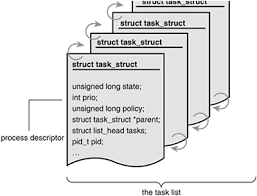 struct task_struct
struct task_struct
struct task_struct
struct task_struct
unsigned long state;
int prio;
unsigned long policy;
struct task_struct *parent;
struct list_head tasks;
pid_t pid;
...
process descriptor
the task list